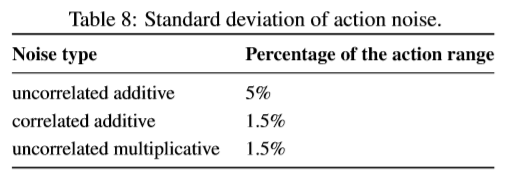 Table 8: Standard deviation of action noise.
Noise type Percentage of the action range
uncorrelated additive 5%
correlated additive 1.5%
uncorrelated multiplicative 1.5%